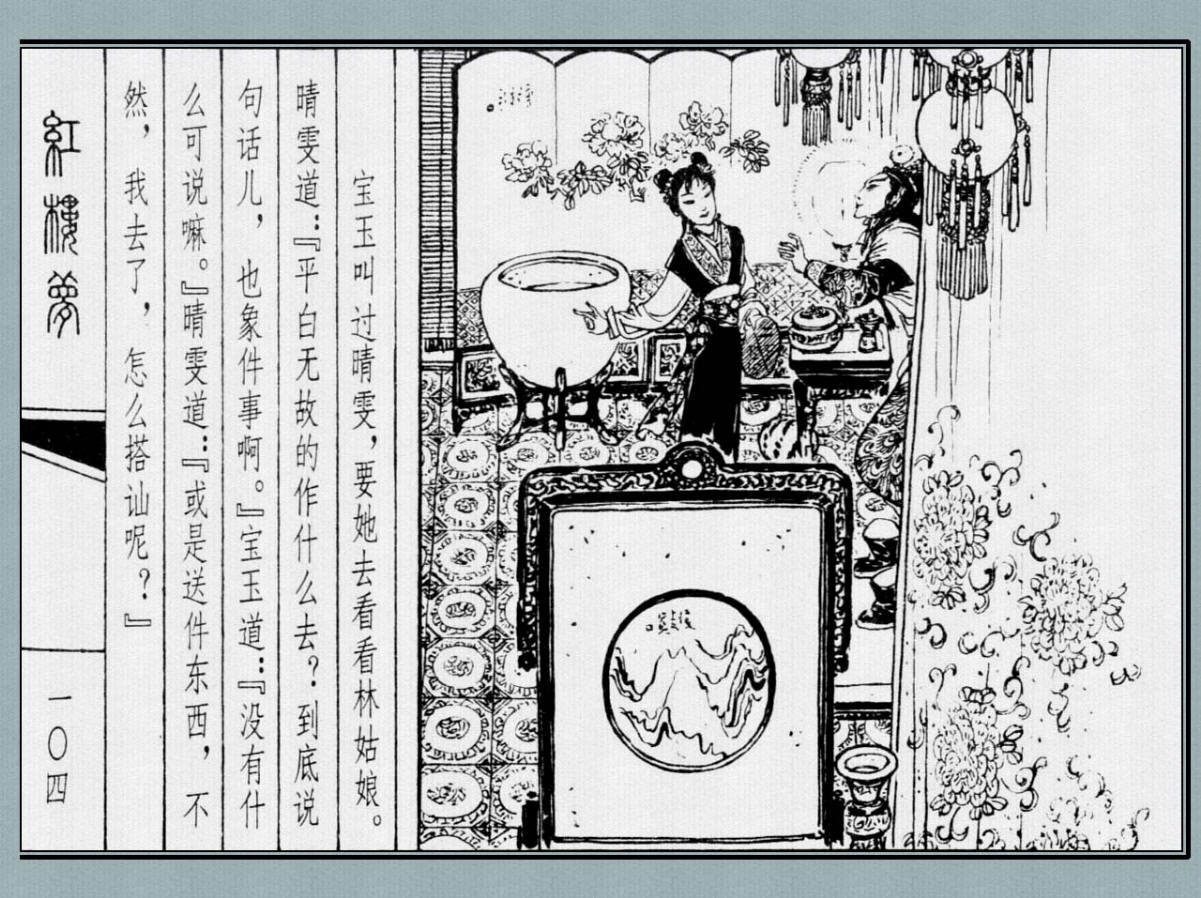 宝玉叫过晴雯，要她去看看林姑娘。
晴雯道：『平白无故的作什么去？到底说
句话儿，也象件事啊。』宝玉道：『没有什
么可说嘛。』晴雯道：『或是送件东西，不
然，我去了，怎么搭讪呢？』
紅樓夢
一〇四